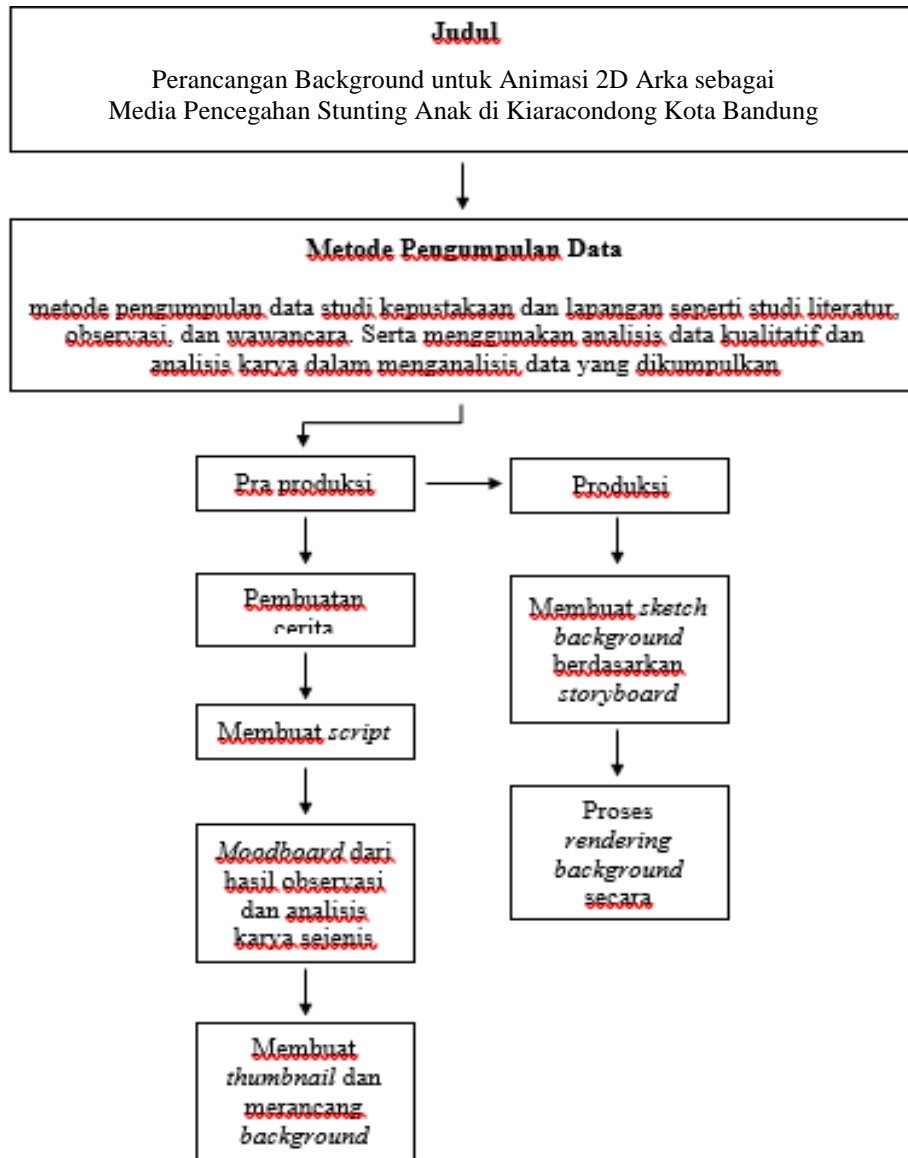 Judul
Perancangan Background untuk Animasi 2D Arka sebagai
Media Pencegahan Stunting Anak di Kiaracondong Kota Bandung
Metode Pengumpulan Data
metode pengumpulan data studi kepustakaan dan lapangan seperti studi literatur,
observasi, dan wawancara. Serta menggunakan analisis data kualitatif dan
analisis karya dalam menganalisis data yang dikumpulkan
Pra produksi
Produksi
Pembuatan
cerita
Membuat script
Moodboard dari
hasil observasi
dan analisis
karya sejenis
Membuat
thumbnail dan
merancang
background
Membuat sketch
background
berdasarkan
storyboard
Proses
rendering
background
secara